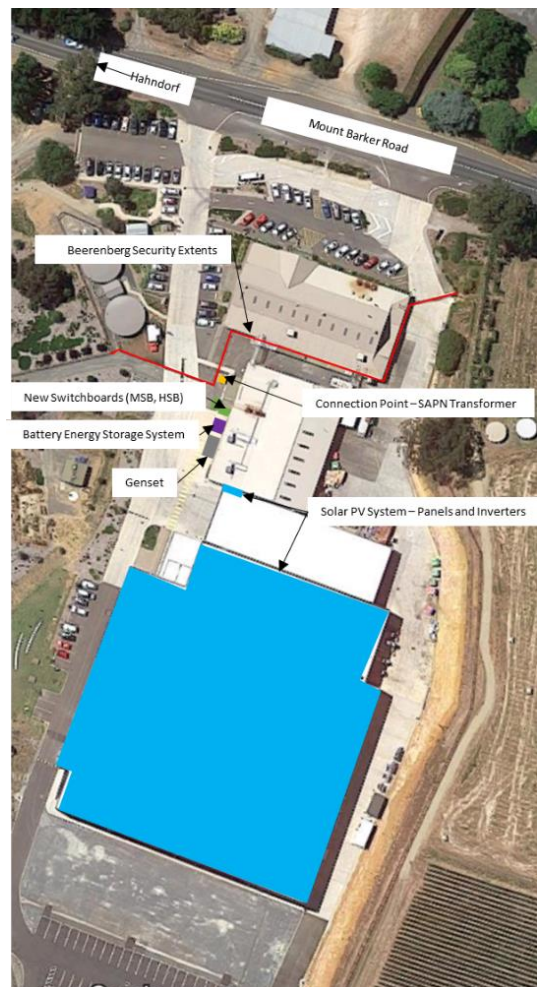 Hahndorf
Mount Barker Road
Beerenberg Security Extents
New Switchboards (MSB, HSB)
Connection Point – SAPN Transformer
Battery Energy Storage System
Genset
Solar PV System – Panels and Inverters